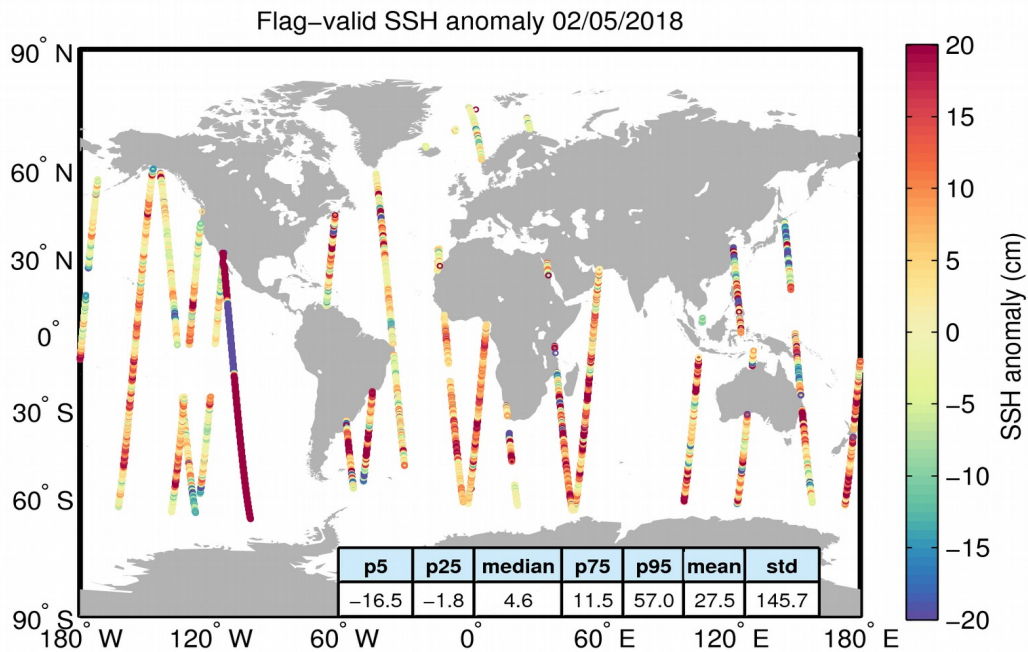 Flag−valid SSH anomaly 02/05/2018
90° N
60° N
30° N
0°
30° S
60° S
90° S
180° W
120° W
60° W
0°
60° E
120° E
180° E
p5 p25 median p75 p95 mean std
−16.5 −1.8 4.6 11.5 57.0 27.5 145.7
20
15
10
5
0
−5
−10
−15
−20
SSH anomaly (cm)